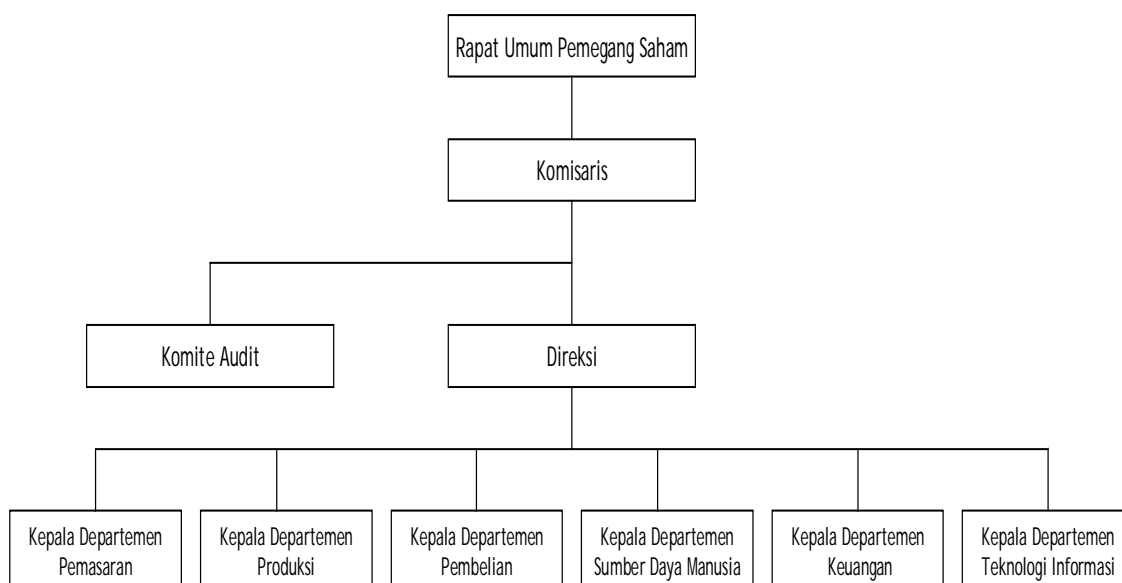 Rapat Umum Pemegang Saham
Komisaris
Komite Audit
Direksi
Kepala Departemen
Pemasaran
Kepala Departemen
Produksi
Kepala Departemen
Pembelian
Kepala Departemen
Sumber Daya Manusia
Kepala Departemen
Keuangan
Kepala Departemen
Teknologi Informasi